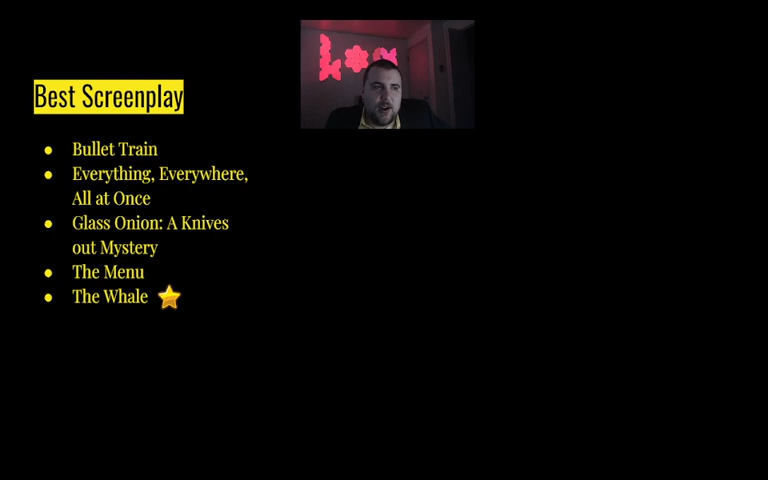 Best Screenplay
Bullet Train
Everything, Everywhere,
All at Once
Glass Onion: A Knives
out Mystery
The Menu
The Whale